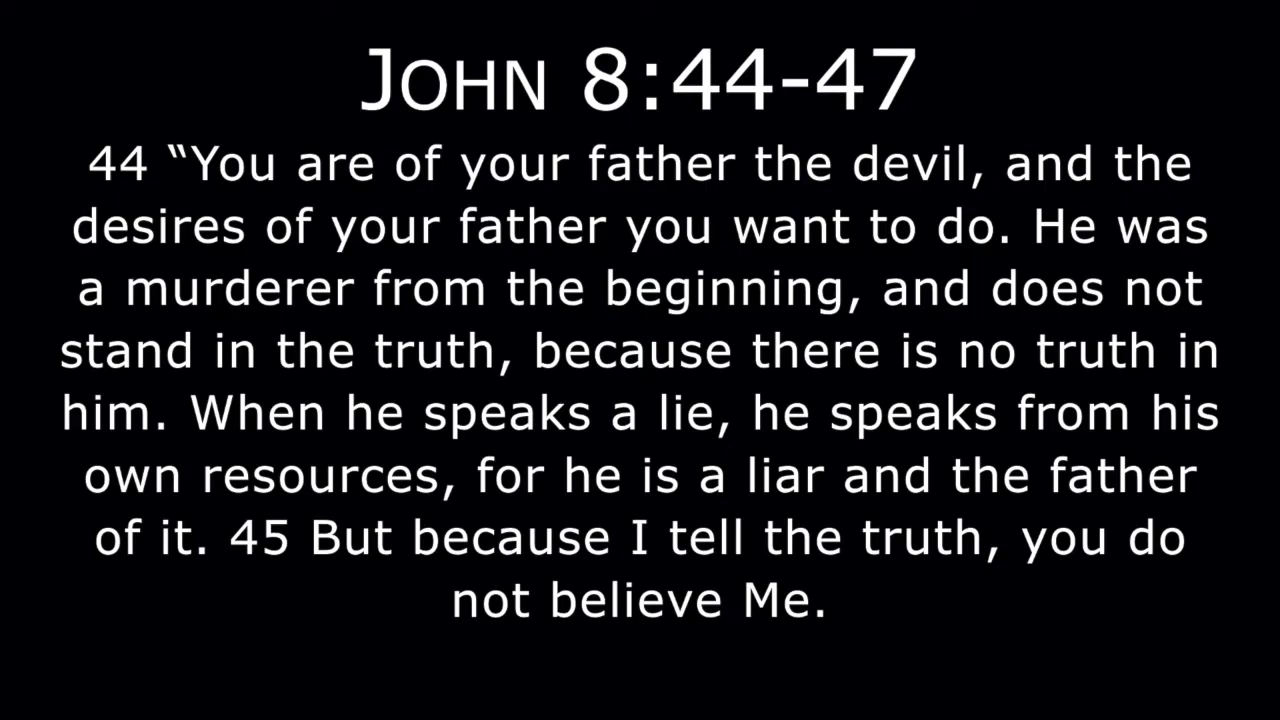 JOHN 8:44-47
44 “You are of your father the devil, and the
desires of your father you want to do. He was
a murderer from the beginning, and does not
stand in the truth, because there is no truth in
him. When he speaks a lie, he speaks from his
own resources, for he is a liar and the father
of it. 45 But because I tell the truth, you do
not believe Me.